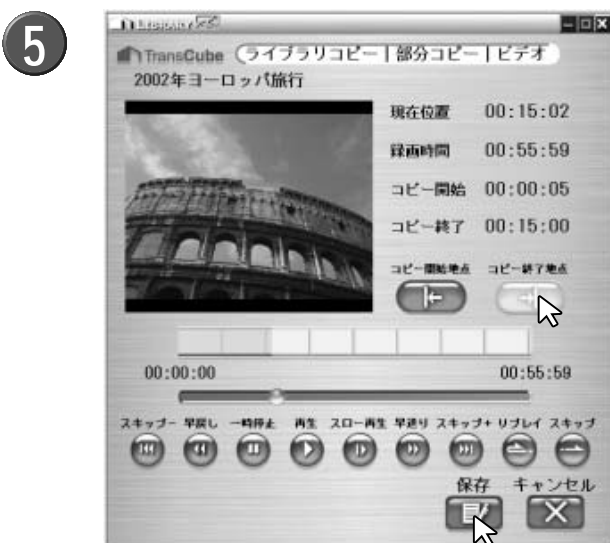 5
TransCube (ライブラリコピー | 部分コピー | ビデオ
2002年ヨーロッパ旅行
現在位置 00:15:02
録画時間 00:55:59
コピー開始 00:00:05
コピー終了 00:15:00
コピー開始地点 コピー終了地点
00:00:00 00:55:59
スキップ- 早戻し 一時停止 再生 スロー再生 早送り スキップ+ リプレイ スキップ
保存 キャンセル